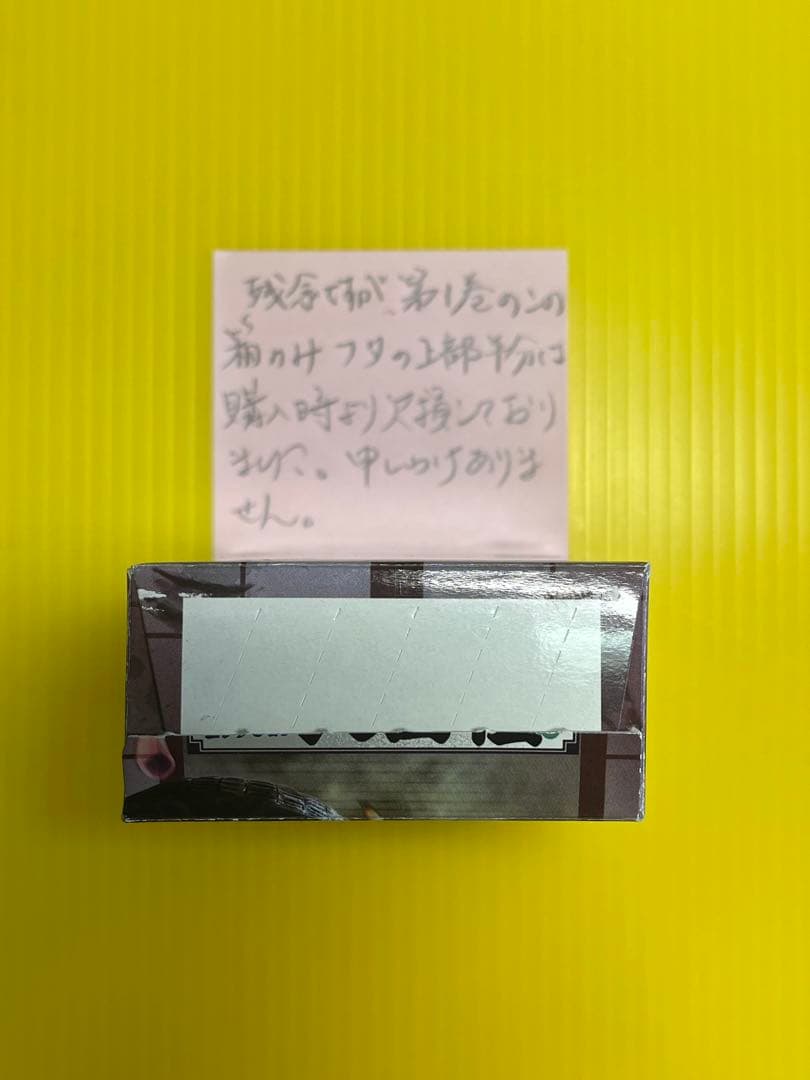 残念ですが、第1巻のこの
箱のみフタの上部半分は
購入時より欠損しており
ました。申しわけありま
せん。